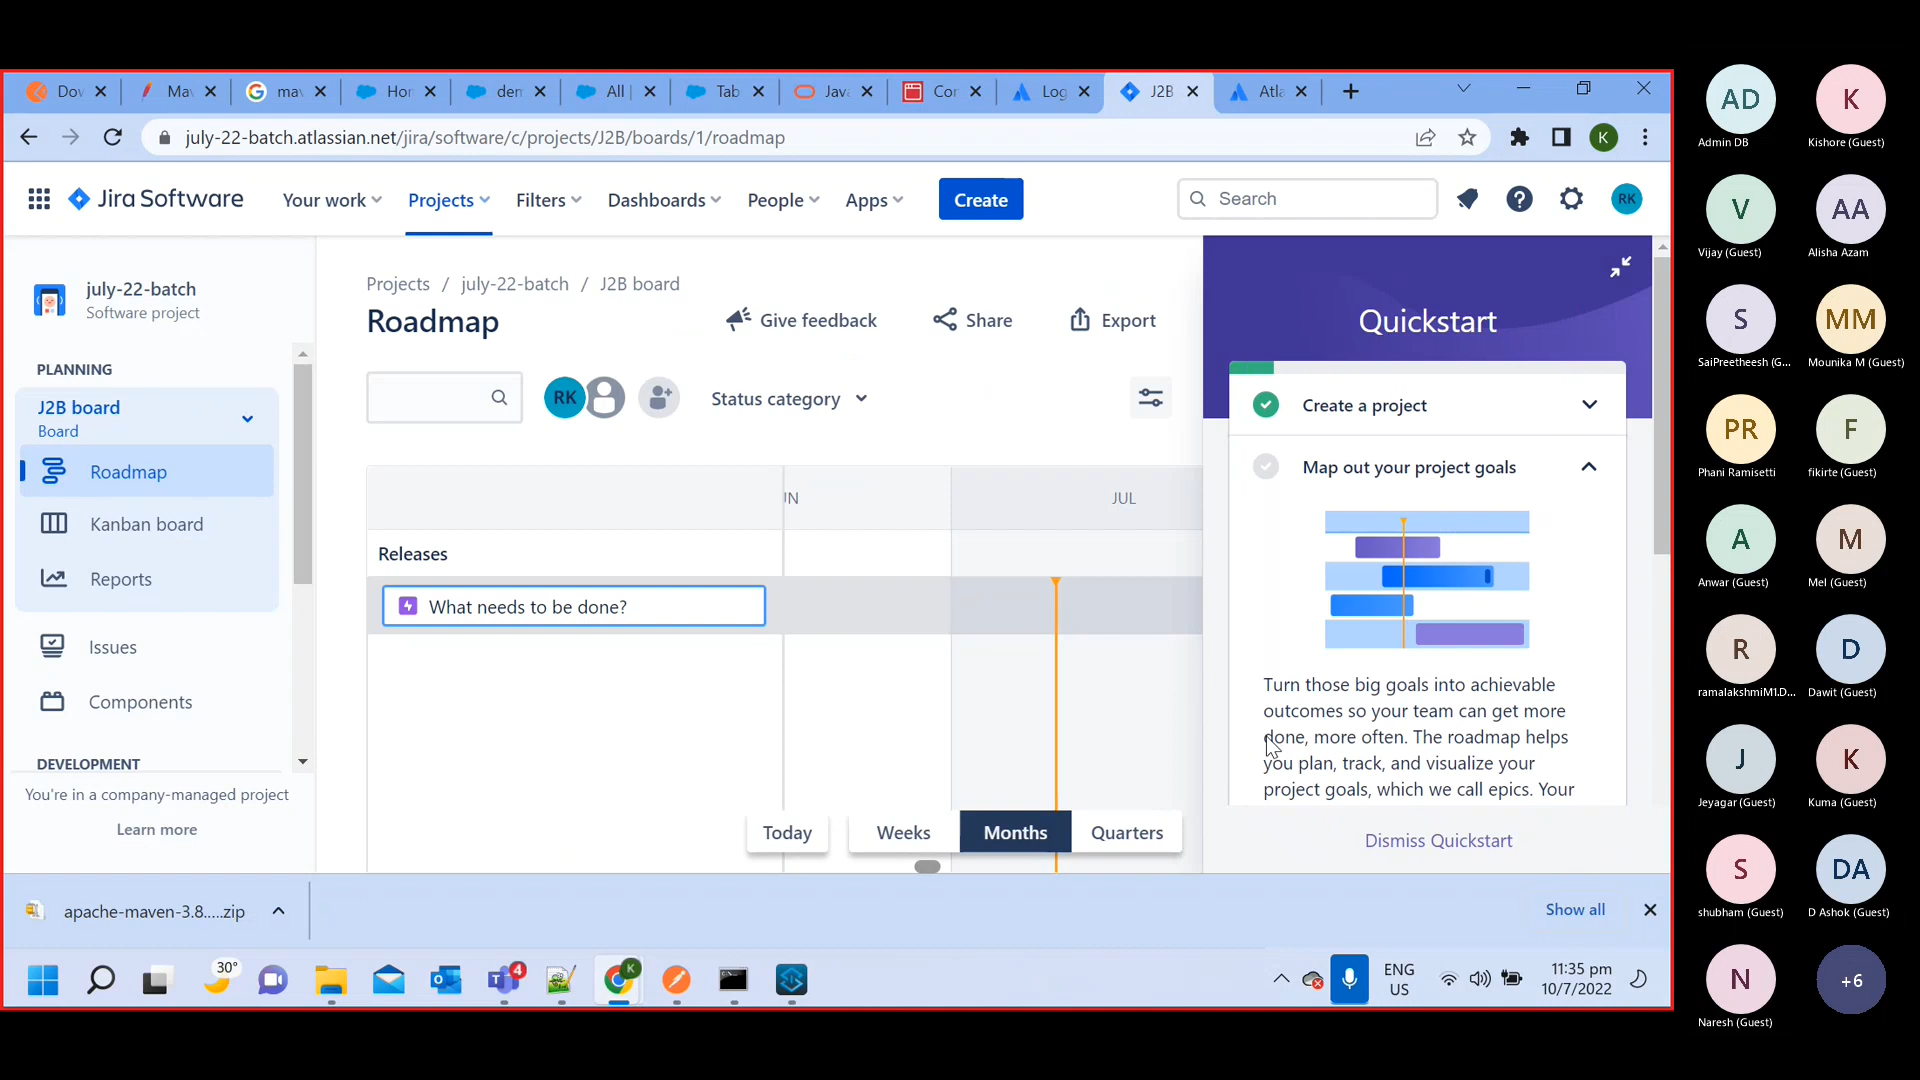 Dov
Mav
mav
Hor
den
All
Tab
Java
Cor
Log
J2B
Atla
july-22-batch.atlassian.net/jira/software/c/projects/J2B/boards/1/roadmap
K
Jira Software
Your work
Projects
Filters
Dashboards
People
Apps
Create
Search
RK
july-22-batch
Software project
PLANNING
J2B board
Board
Roadmap
Kanban board
Reports
Issues
Components
DEVELOPMENT
You're in a company-managed project
Learn more
Projects / july-22-batch / J2B board
Roadmap
Give feedback
Share
Export
RK
Status category
UN
JUL
Releases
What needs to be done?
Today
Weeks
Months
Quarters
Quickstart
Create a project
Map out your project goals
Turn those big goals into achievable
outcomes so your team can get more
done, more often. The roadmap helps
you plan, track, and visualize your
project goals, which we call epics. Your
Dismiss Quickstart
apache-maven-3.8.....zip
Show all
30°
4
K
ENG
US
11:35 pm
10/7/2022
AD
Admin DB
K
Kishore (Guest)
V
Vijay (Guest)
AA
Alisha Azam
S
SaiPreetheesh (G...
MM
Mounika M (Guest)
PR
Phani Ramisetti
F
fikirte (Guest)
A
Anwar (Guest)
M
Mel (Guest)
R
ramalakshmiM1.D...
D
Dawit (Guest)
J
Jeyagar (Guest)
K
Kuma (Guest)
S
shubham (Guest)
DA
D Ashok (Guest)
N
Naresh (Guest)
+6